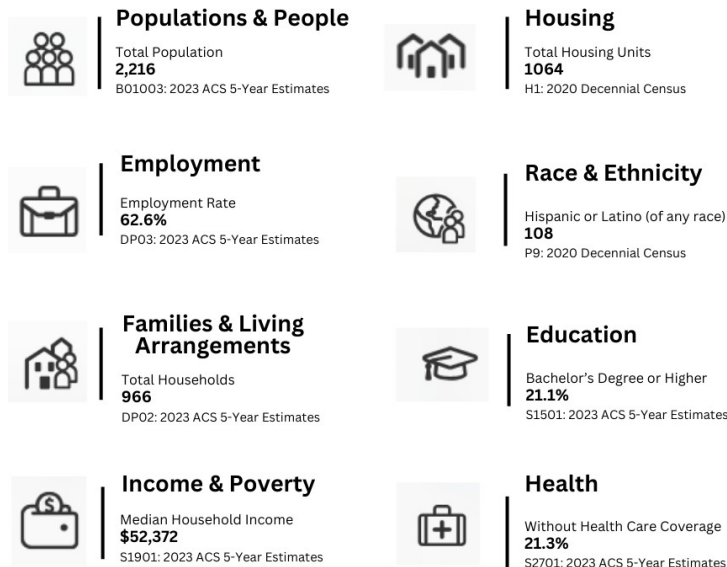 Populations & People
Total Population
2,216
B01003: 2023 ACS 5-Year Estimates
Housing
Total Housing Units
1064
H1: 2020 Decennial Census
Employment
Employment Rate
62.6%
DP03: 2023 ACS 5-Year Estimates
Race & Ethnicity
Hispanic or Latino (of any race)
108
P9: 2020 Decennial Census
Families & Living
Arrangements
Total Households
966
DP02: 2023 ACS 5-Year Estimates
Education
Bachelor’s Degree or Higher
21.1%
S1501: 2023 ACS 5-Year Estimates
Income & Poverty
Median Household Income
$52,372
S1901: 2023 ACS 5-Year Estimates
Health
Without Health Care Coverage
21.3%
S2701: 2023 ACS 5-Year Estimates